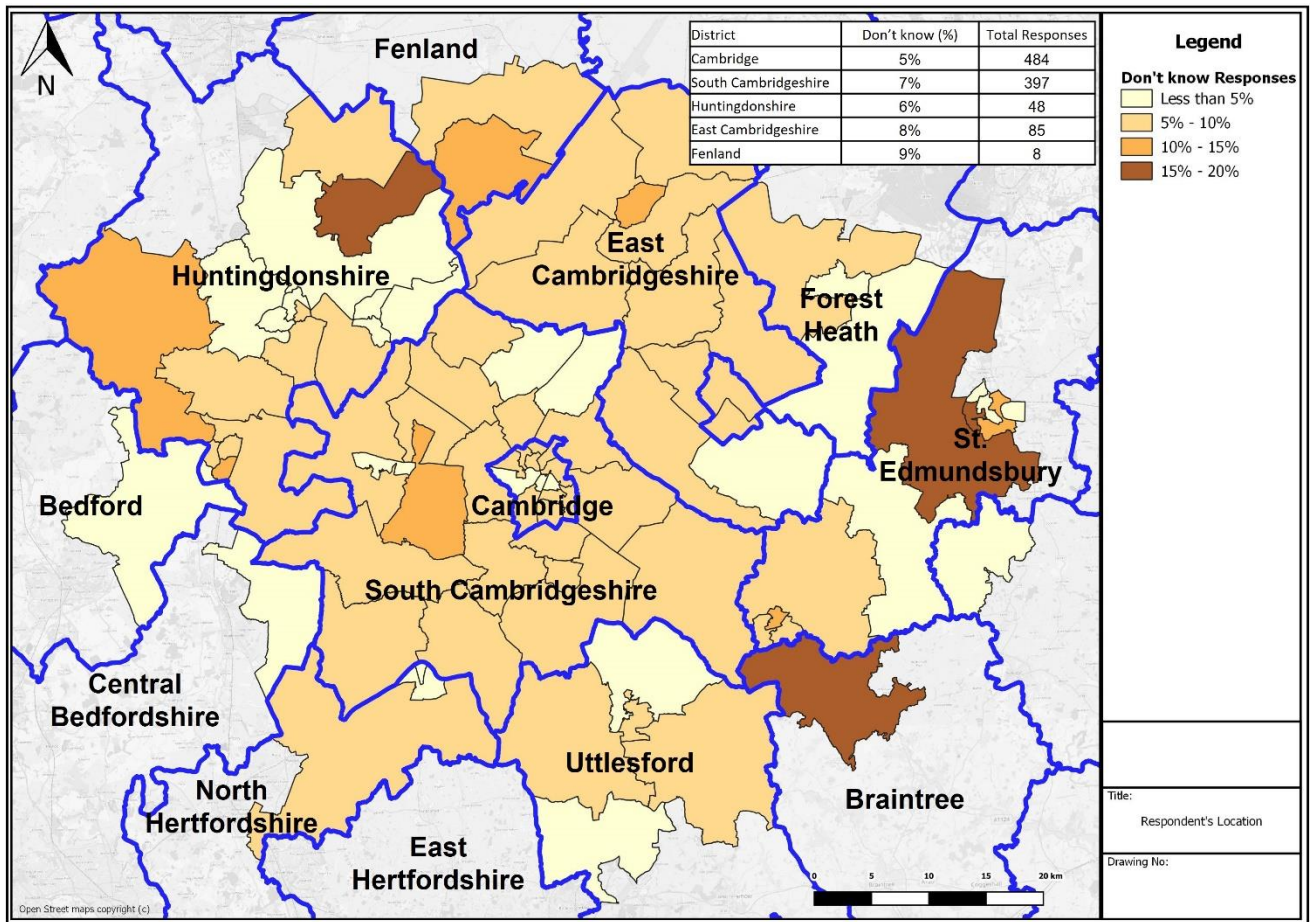 N
Fenland
District Don't know (%) Total Responses
Cambridge 5% 484
South Cambridgeshire 7% 397
Huntingdonshire 6% 48
East Cambridgeshire 8% 85
Fenland 9% 8
Legend
Don't know Responses
Less than 5%
5% - 10%
10% - 15%
15% - 20%
Huntingdonshire
East
Cambridgeshire
Forest
Heath
St.
Edmundsbury
Bedford
Cambridge
South Cambridgeshire
Central
Bedfordshire
Uttlesford
North
Hertfordshire
Braintree
East
Hertfordshire
0 5 10 15 20 km
Open Street maps copyright (c)
Title:
Respondent's Location
Drawing No: